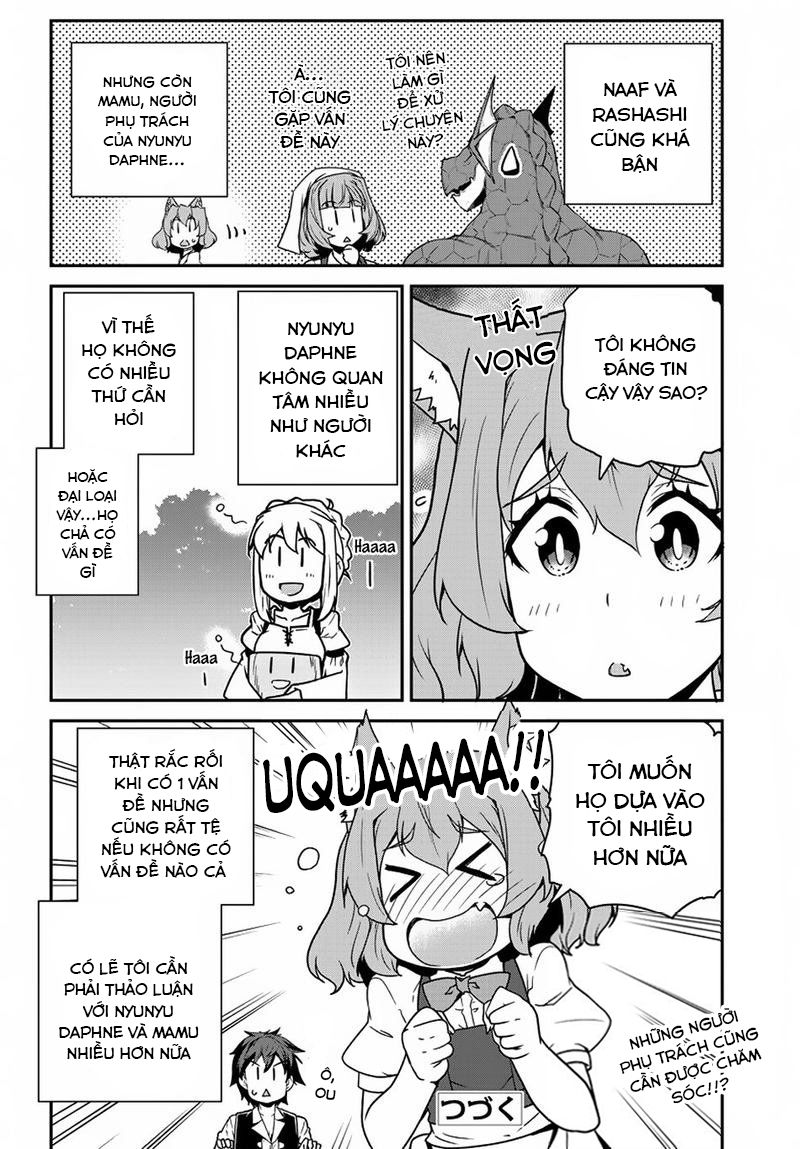 NAAF VÀ
RASHASHI
CŨNG KHÁ
BẬN
TÔI NÊN
LÀM GÌ
ĐỂ XỬ
LÝ CHUYỆN
NÀY?
À...
TÔI CŨNG
GẶP VẤN
ĐỀ NÀY
NHƯNG CÒN
MAMU, NGƯỜI
PHỤ TRÁCH
CỦA NYUNYU
DAPHNE...
TÔI KHÔNG
ĐÁNG TIN
CẬY VẬY SAO?
THẤT
VỌNG
NYUNYU
DAPHNE
KHÔNG QUAN
TÂM NHIỀU
NHƯ NGƯỜI
KHÁC
Haaaa
Haaa
VÌ THẾ
HỌ KHÔNG
CÓ NHIỀU
THỨ CẦN
HỎI
HOẶC
ĐẠI LOẠI
VẬY...HỌ
CHẢ CÓ
VẤN ĐỀ
GÌ
TÔI MUỐN
HỌ DỰA VÀO
TÔI NHIỀU
HƠN NỮA
UQUAAAAA!!
THẬT RẮC RỐI
KHI CÓ 1 VẤN
ĐỀ NHƯNG
CŨNG RẤT TỆ
NẾU KHÔNG CÓ
VẤN ĐỀ NÀO CẢ
CÓ LẼ TÔI CẦN
PHẢI THẢO LUẬN
VỚI NYUNYU
DAPHNE VÀ MAMU
NHIỀU HƠN NỮA
Ồ,
OU
NHỮNG NGƯỜI
PHỤ TRÁCH CŨNG
CẦN ĐƯỢC CHĂM
SÓC!!?
つづく